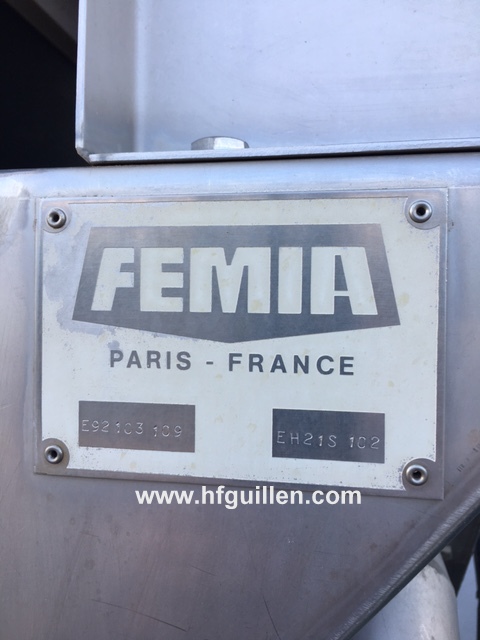 FEMIA
PARIS - FRANCE
E92103 109 EH21S 102
www.hfguillen.com